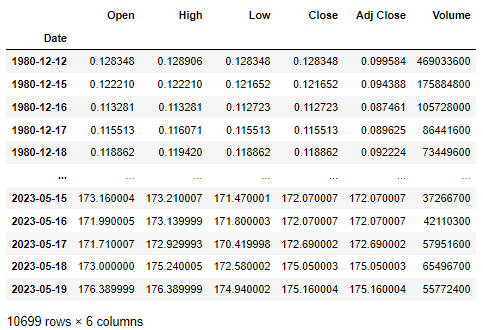 Open High Low Close Adj Close Volume
Date
1980-12-12 0.128348 0.128906 0.128348 0.128348 0.099584 469033600
1980-12-15 0.122210 0.122210 0.121652 0.121652 0.094388 175884800
1980-12-16 0.113281 0.113281 0.112723 0.112723 0.087461 105728000
1980-12-17 0.115513 0.116071 0.115513 0.115513 0.089625 86441600
1980-12-18 0.118862 0.119420 0.118862 0.118862 0.092224 73449600
... ... ... ... ... ... ...
2023-05-15 173.160004 173.210007 171.470001 172.070007 172.070007 37266700
2023-05-16 171.990005 173.139999 171.800003 172.070007 172.070007 42110300
2023-05-17 171.710007 172.929993 170.419998 172.690002 172.690002 57951600
2023-05-18 173.000000 175.240005 172.580002 175.050003 175.050003 65496700
2023-05-19 176.389999 176.389999 174.940002 175.160004 175.160004 55772400
10699 rows × 6 columns